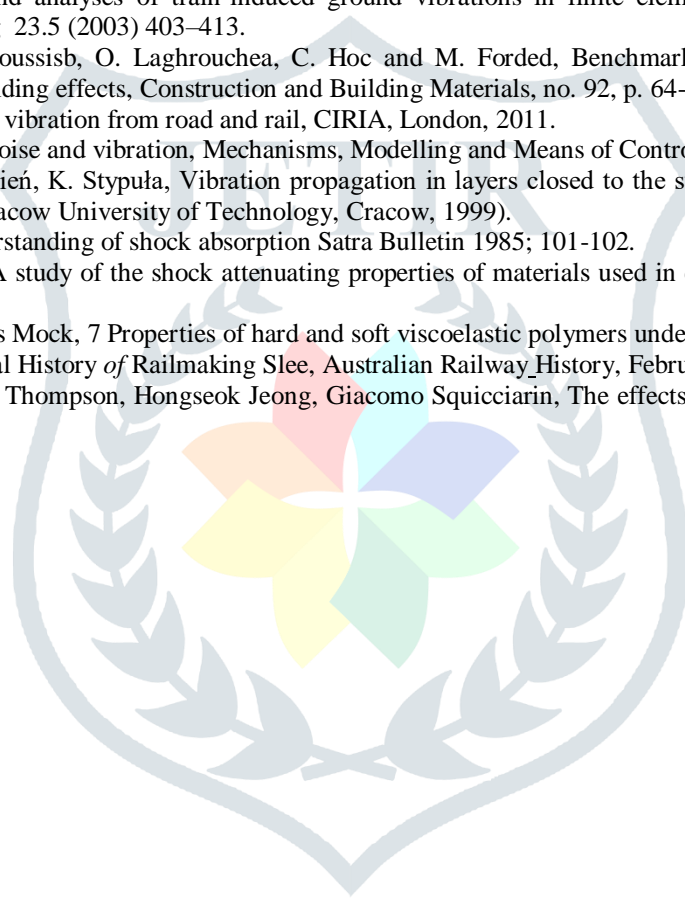 and analyses of train-induced ground vibrations in finite elem
g 23.5 (2003) 403–413.
oussisb, O. Laghrouchea, C. Hoc and M. Forded, Benchmark
ding effects, Construction and Building Materials, no. 92, p. 64-
vibration from road and rail, CIRIA, London, 2011.
oise and vibration, Mechanisms, Modelling and Means of Contro
ień, K. Stypuła, Vibration propagation in layers closed to the s
acow University of Technology, Cracow, 1999).
erstanding of shock absorption Satra Bulletin 1985; 101-102.
A study of the shock attenuating properties of materials used in
s Mock, 7 Properties of hard and soft viscoelastic polymers unde
al History of Railmaking Slee, Australian Railway History, Febru
Thompson, Hongseok Jeong, Giacomo Squicciarin, The effects
JETIR